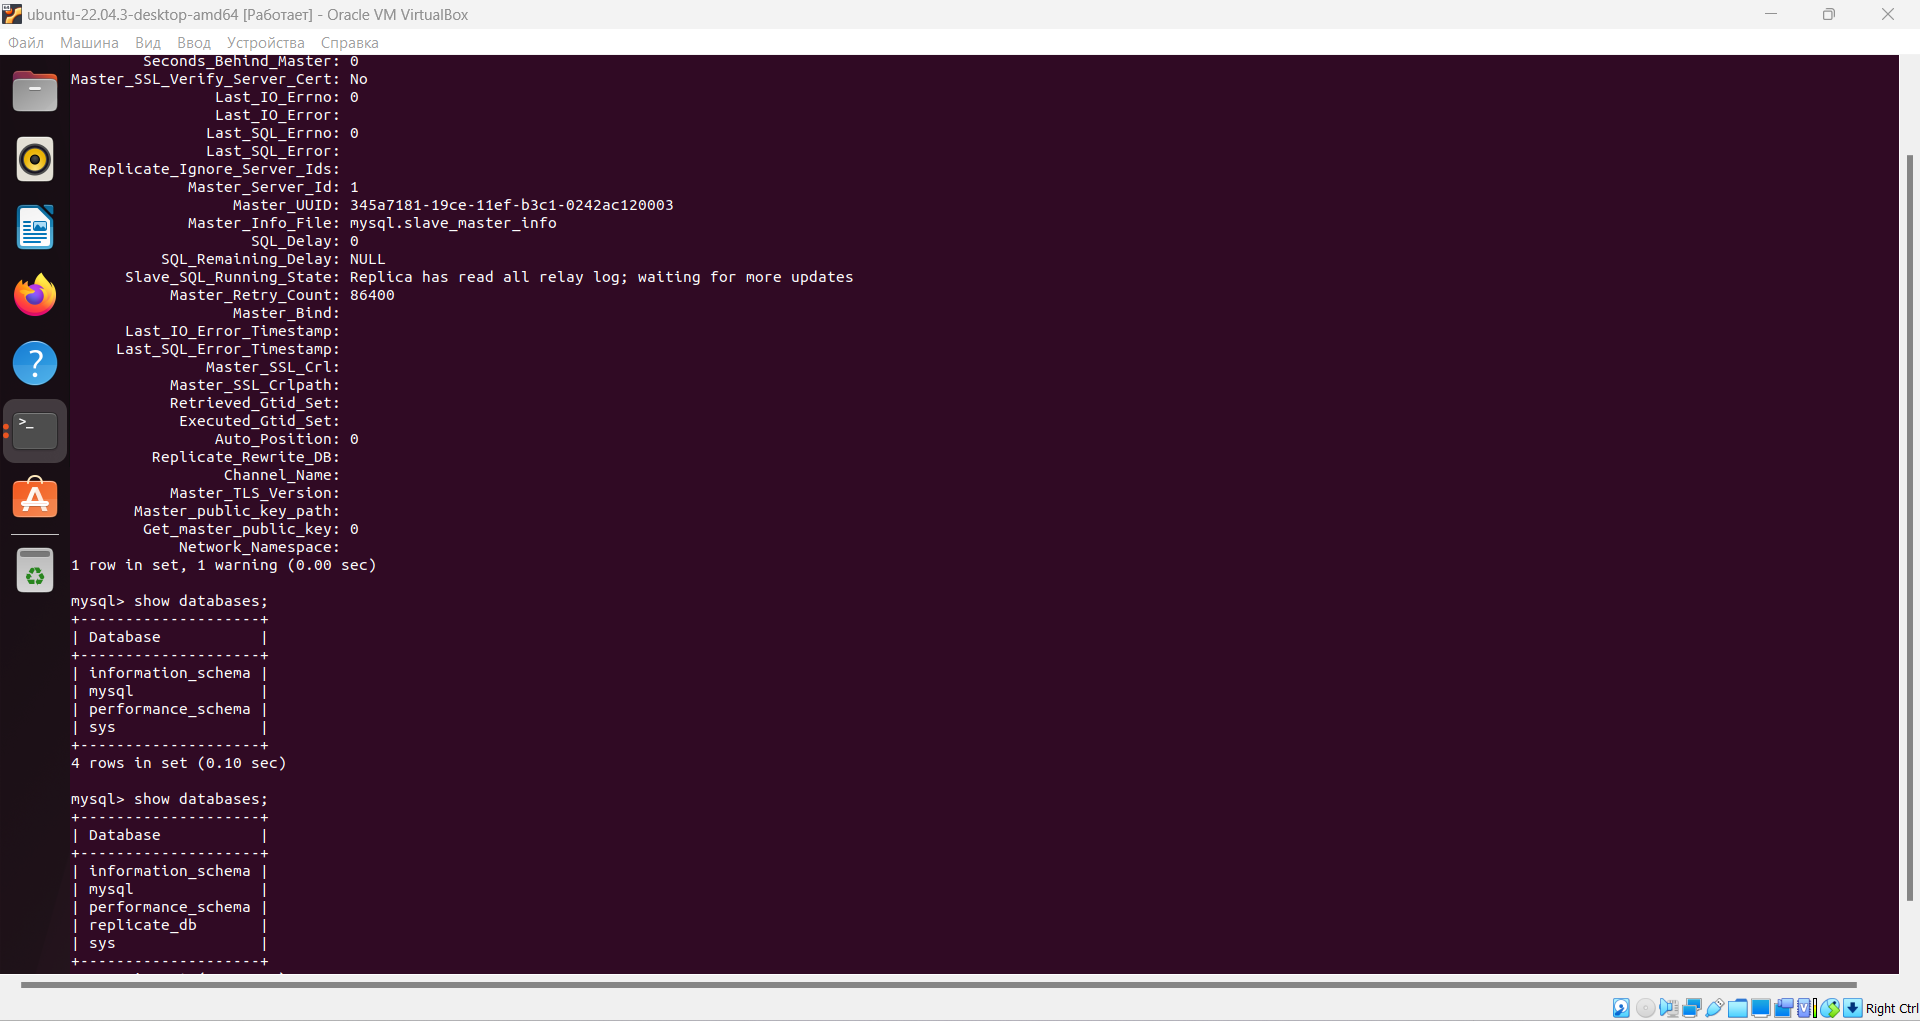 ubuntu-22.04.3-desktop-amd64 [Работает] - Oracle VM VirtualBox
Файл Машина Вид Ввод Устройства Справка
Seconds_Behind_Master: 0
Master_SSL_Verify_Server_Cert: No
Last_IO_Errno: 0
Last_IO_Error:
Last_SQL_Errno: 0
Last_SQL_Error:
Replicate_Ignore_Server_Ids:
Master_Server_Id: 1
Master_UUID: 345a7181-19ce-11ef-b3c1-0242ac120003
Master_Info_File: mysql.slave_master_info
SQL_Delay: 0
SQL_Remaining_Delay: NULL
Slave_SQL_Running_State: Replica has read all relay log; waiting for more updates
Master_Retry_Count: 86400
Master_Bind:
Last_IO_Error_Timestamp:
Last_SQL_Error_Timestamp:
Master_SSL_Crl:
Master_SSL_Crlpath:
Retrieved_Gtid_Set:
Executed_Gtid_Set:
Auto_Position: 0
Replicate_Rewrite_DB:
Channel_Name:
Master_TLS_Version:
Master_public_key_path:
Get_master_public_key: 0
Network_Namespace:
1 row in set, 1 warning (0.00 sec)
mysql> show databases;
+--------------------+
| Database           |
+--------------------+
| information_schema |
| mysql              |
| performance_schema |
| sys                |
+--------------------+
4 rows in set (0.10 sec)
mysql> show databases;
+--------------------+
| Database           |
+--------------------+
| information_schema |
| mysql              |
| performance_schema |
| replicate_db       |
| sys                |
+--------------------+
Right Ctrl